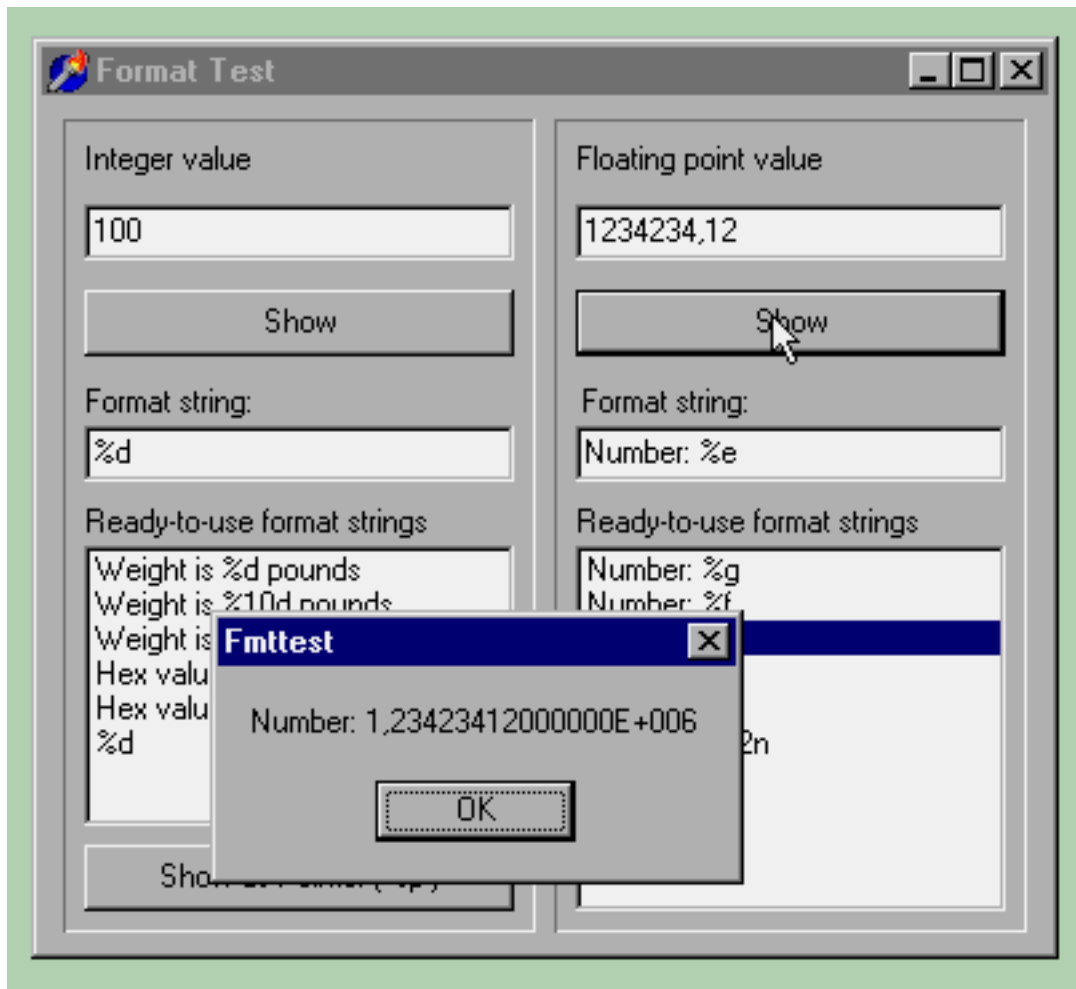 Format Test
Integer value
100
Show
Format string:
%d
Ready-to-use format strings
Weight is %d pounds
Weight is %10d pounds
Weight is
Hex valu
Hex valu
%d
Floating point value
1234234,12
Show
Format string:
Number: %e
Ready-to-use format strings
Number: %g
Number: %f
2n
Fmttest
Number: 1,23423412000000E+006
OK